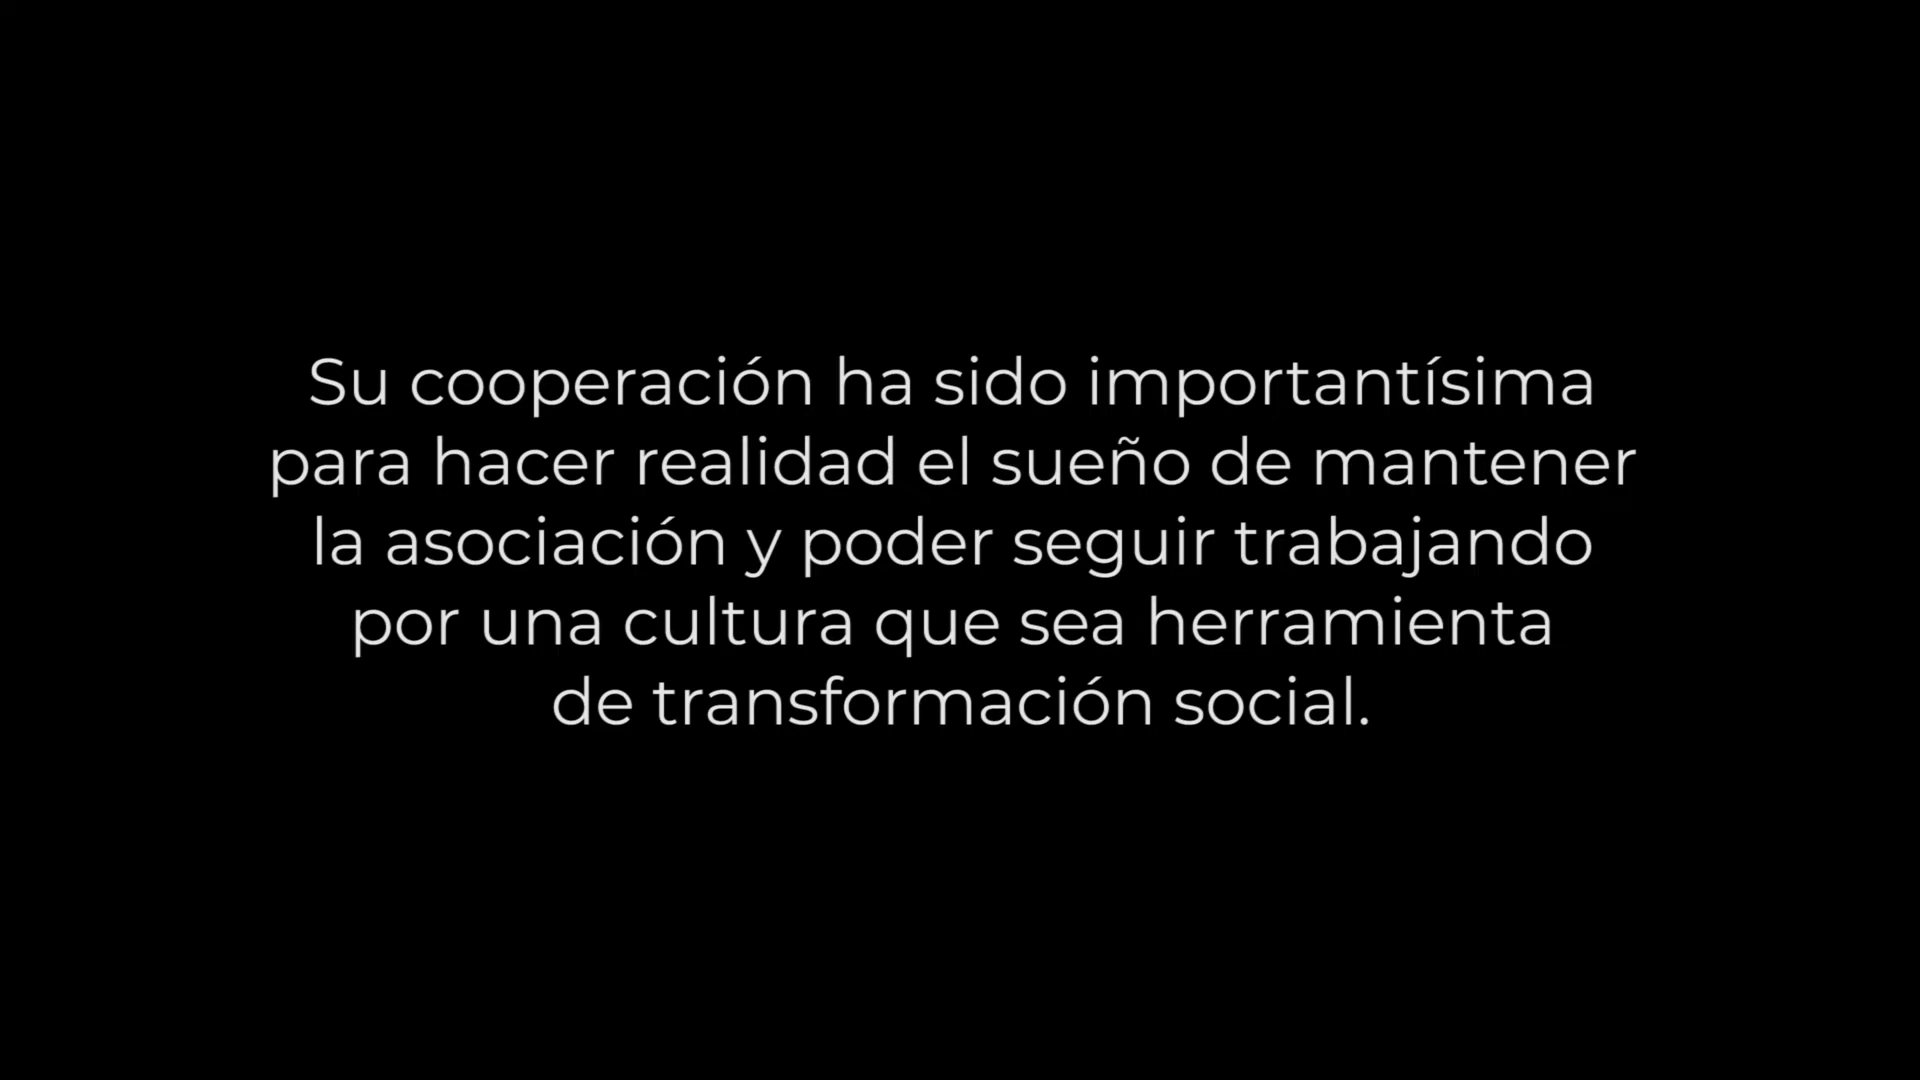 Su cooperación ha sido importantísima
para hacer realidad el sueño de mantener
la asociación y poder seguir trabajando
por una cultura que sea herramienta
de transformación social.